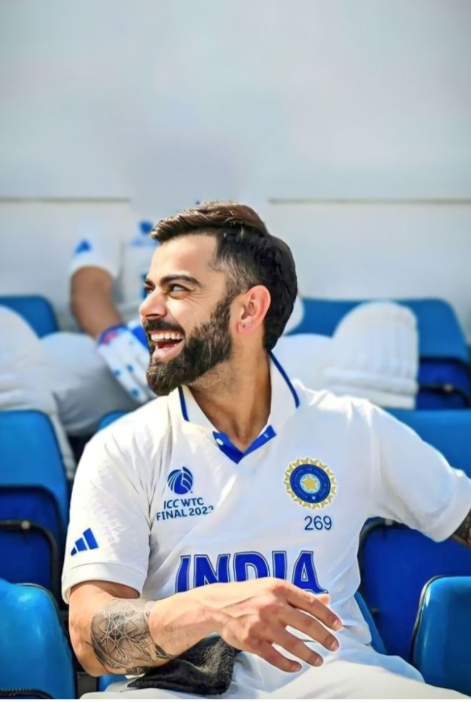 ICC WTC
FINAL 2023
269
INDIA